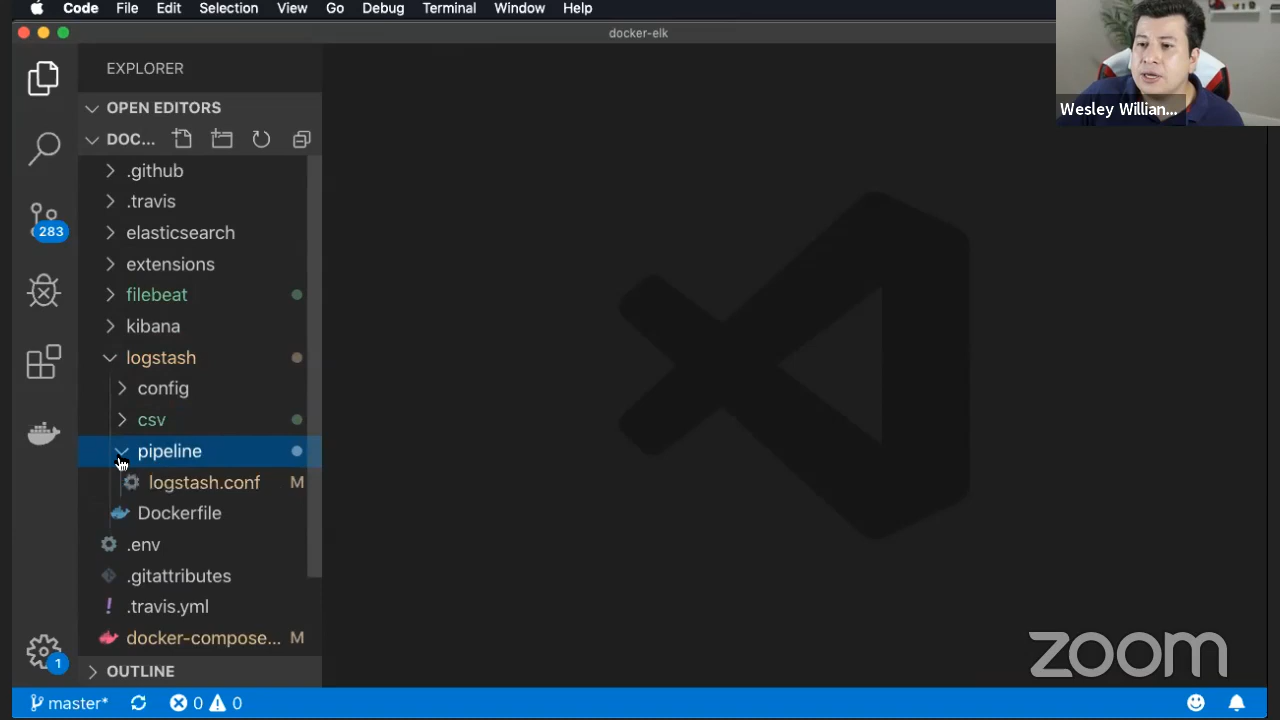 Code File Edit Selection View Go Debug Terminal Window Help
docker-elk
Wesley Willian...
EXPLORER
OPEN EDITORS
DOC...
.github
.travis
elasticsearch
283
extensions
filebeat
kibana
logstash
config
csv
pipeline
logstash.conf M
Dockerfile
.env
.gitattributes
.travis.yml
docker-compose... M
1
OUTLINE
zoom
master* 0 0